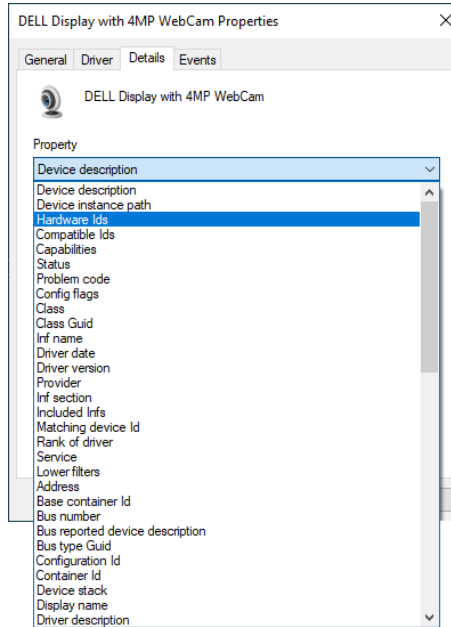 DELL Display with 4MP WebCam Properties
General Driver Details Events
DELL Display with 4MP WebCam
Property
Device description
Device description
Device instance path
Hardware Ids
Compatible Ids
Capabilities
Status
Problem code
Config flags
Class
Class Guid
Inf name
Driver date
Driver version
Provider
Inf section
Included Infs
Matching device Id
Rank of driver
Service
Lower filters
Address
Base container Id
Bus number
Bus reported device description
Bus type Guid
Configuration Id
Container Id
Device stack
Display name
Driver description